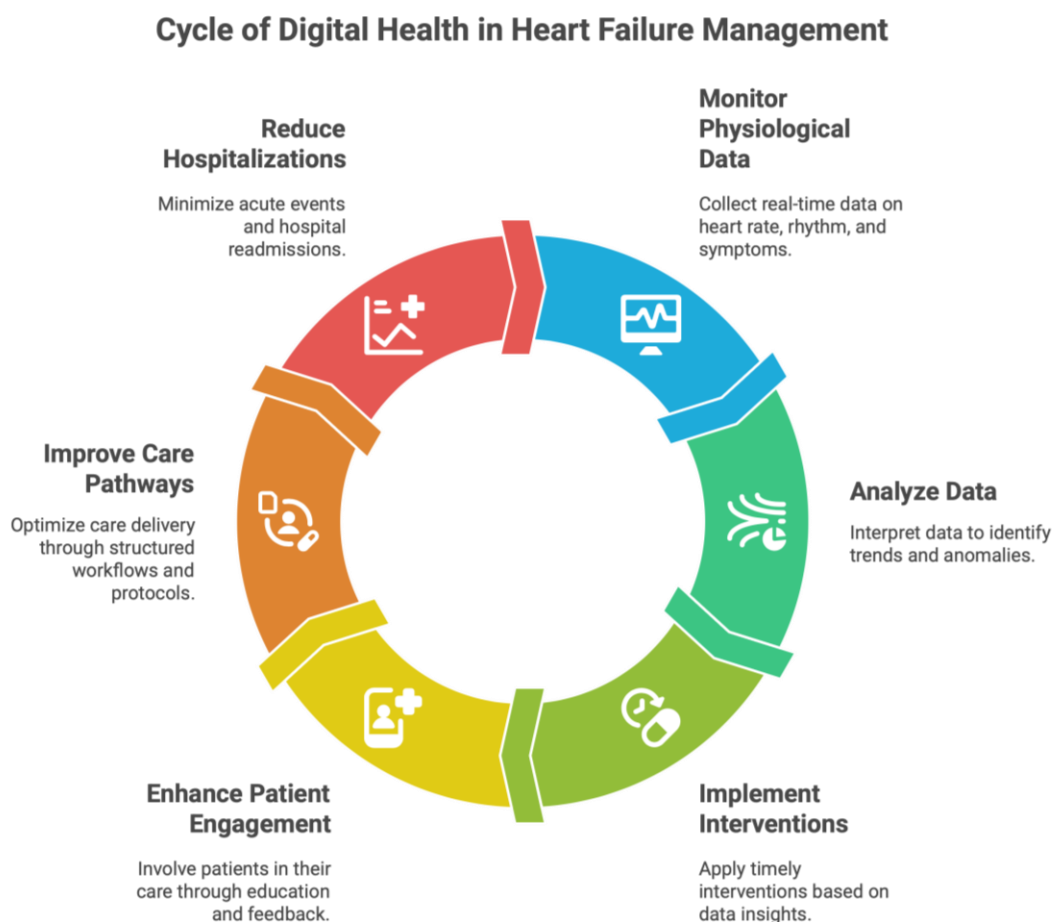 Cycle of Digital Health in Heart Failure Management
Monitor
Physiological
Data
Collect real-time data on
heart rate, rhythm, and
symptoms.
Analyze Data
Interpret data to identify
trends and anomalies.
Implement
Interventions
Apply timely
interventions based on
data insights.
Enhance Patient
Engagement
Involve patients in their
care through education
and feedback.
Improve Care
Pathways
Optimize care delivery
through structured
workflows and
protocols.
Reduce
Hospitalizations
Minimize acute events
and hospital
readmissions.